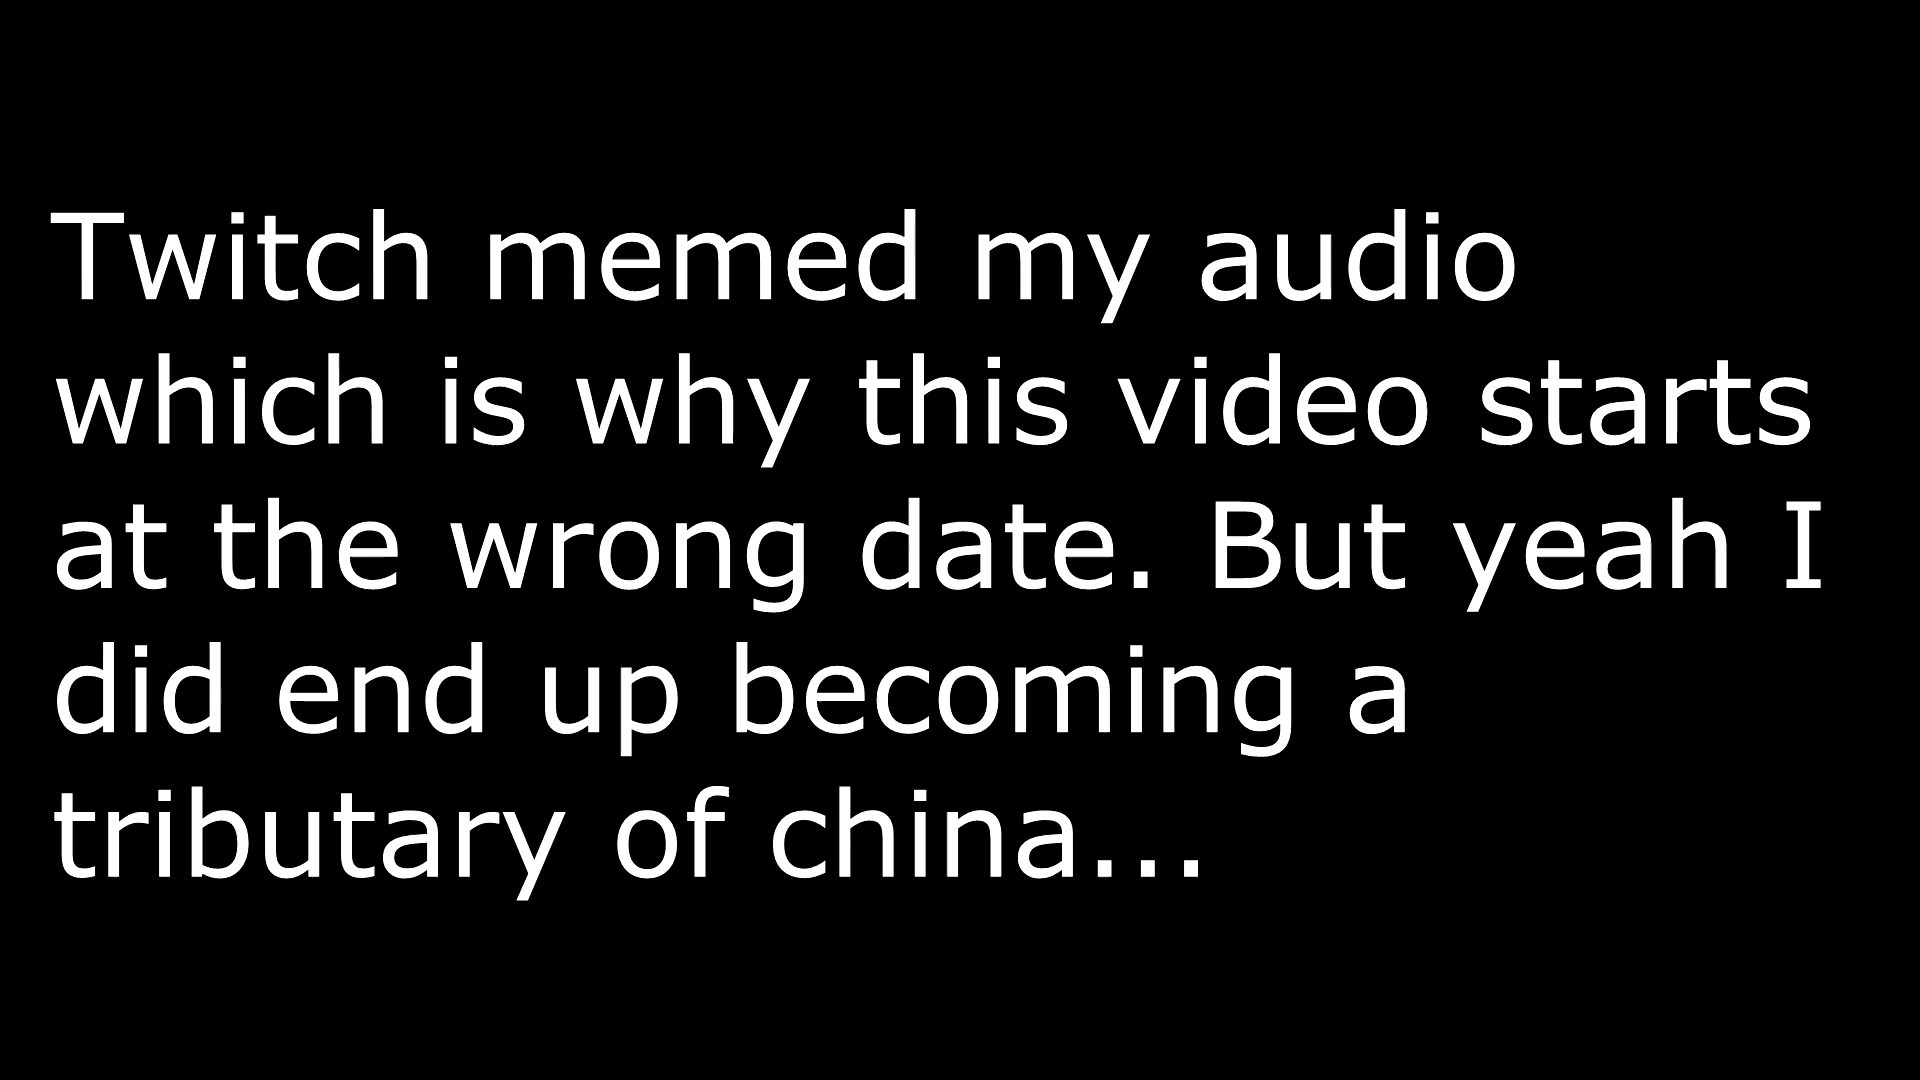 Twitch memed my audio
which is why this video starts
at the wrong date. But yeah I
did end up becoming a
tributary of china...